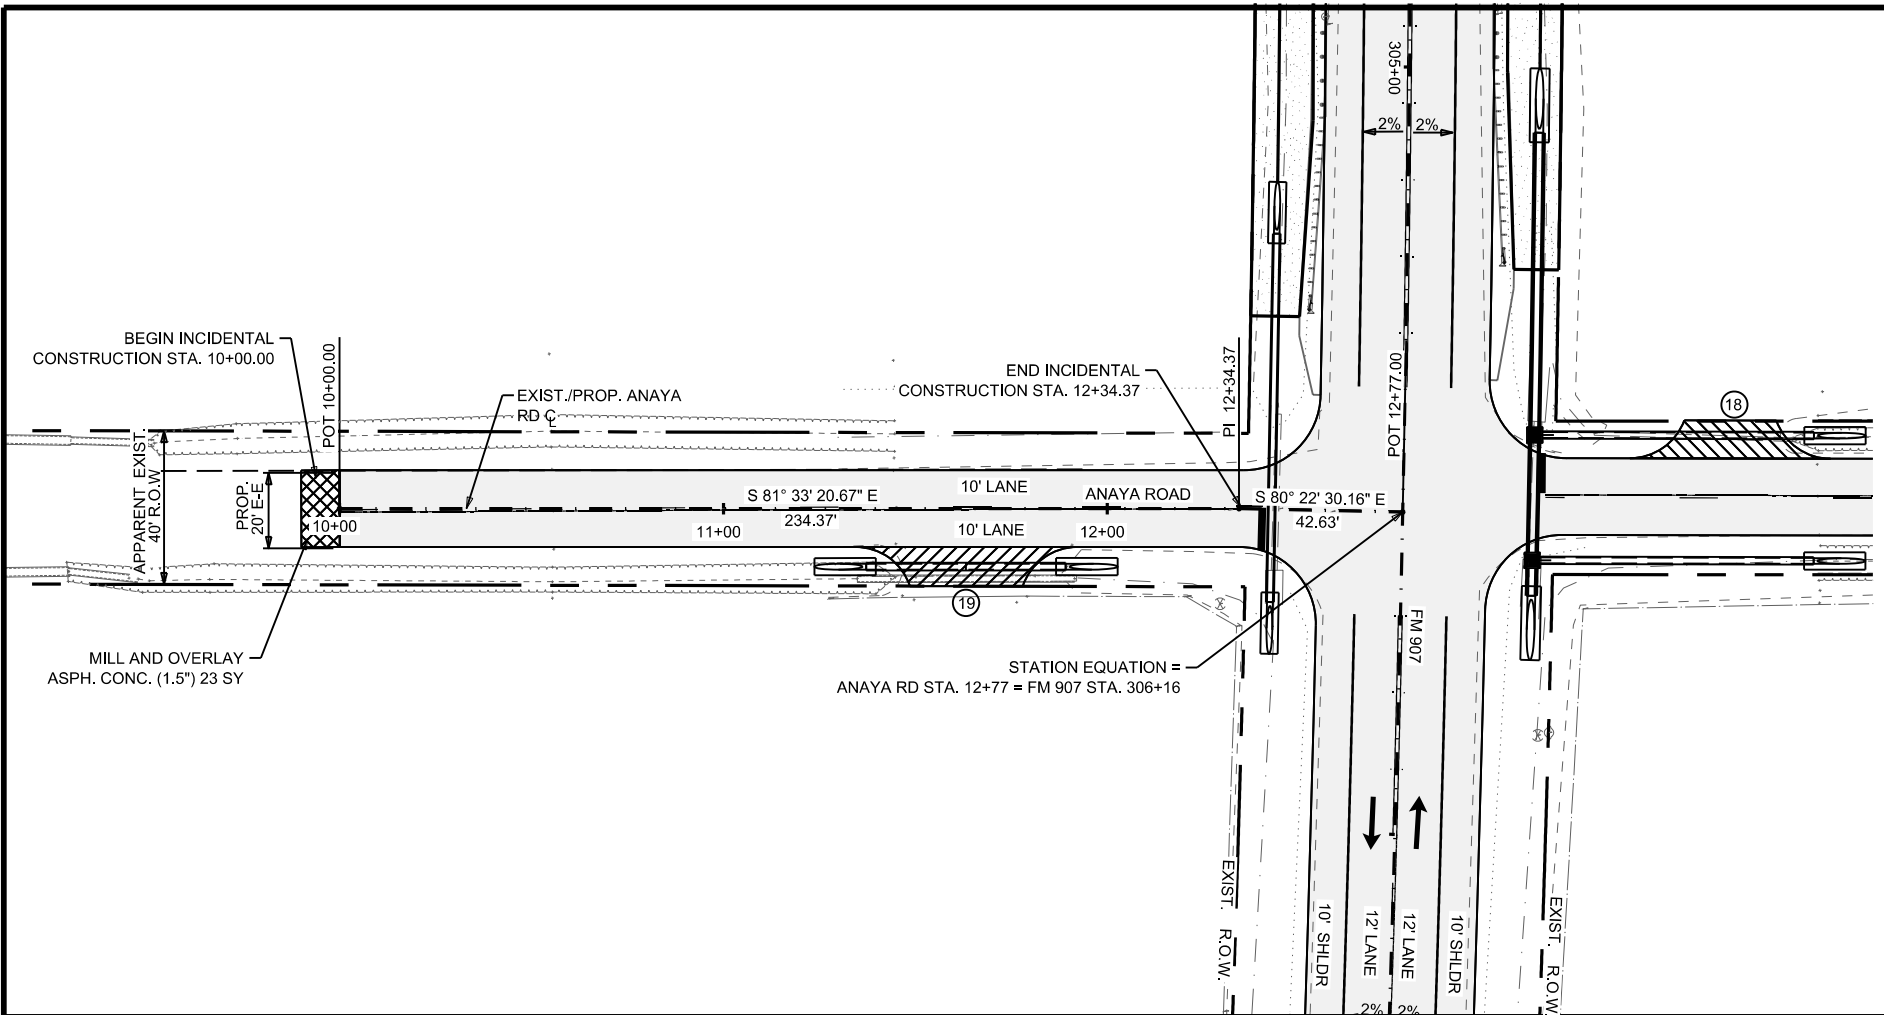 305+00
2% 2%
BEGIN INCIDENTAL
CONSTRUCTION STA. 10+00.00
POT 10+00.00
EXIST./PROP. ANAYA
RD ℄
END INCIDENTAL
CONSTRUCTION STA. 12+34.37
PI 12+34.37
POT 12+77.00
18
APPARENT EXIST.
40' R.O.W
PROP.
20' E-E
10+00
11+00
S 81° 33' 20.67" E
234.37'
10' LANE
10' LANE
ANAYA ROAD
12+00
S 80° 22' 30.16" E
42.63'
19
MILL AND OVERLAY
ASPH. CONC. (1.5") 23 SY
STATION EQUATION =
ANAYA RD STA. 12+77 = FM 907 STA. 306+16
FM 907
EXIST. R.O.W.
10' SHLDR
12' LANE
12' LANE
10' SHLDR
EXIST. R.O.W.
2% 2%